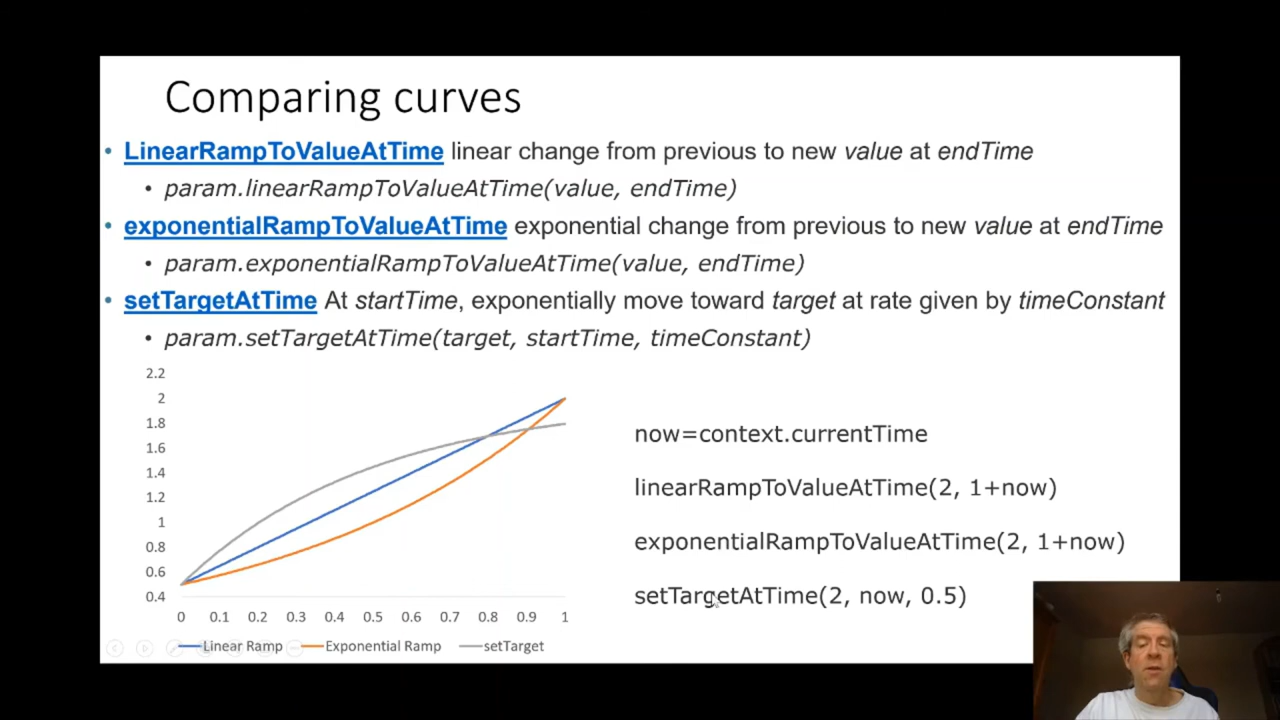 Comparing curves
• LinearRampToValueAtTime linear change from previous to new value at endTime
• param.linearRampToValueAtTime(value, endTime)
• exponentialRampToValueAtTime exponential change from previous to new value at endTime
• param.exponentialRampToValueAtTime(value, endTime)
• setTargetAtTime At startTime, exponentially move toward target at rate given by timeConstant
• param.setTargetAtTime(target, startTime, timeConstant)
2.2
2
1.8
1.6
1.4
1.2
1
0.8
0.6
0.4
0 0.1 0.2 0.3 0.4 0.5 0.6 0.7 0.8 0.9 1
Linear Ramp Exponential Ramp setTarget
now=context.currentTime
linearRampToValueAtTime(2, 1+now)
exponentialRampToValueAtTime(2, 1+now)
setTargetAtTime(2, now, 0.5)